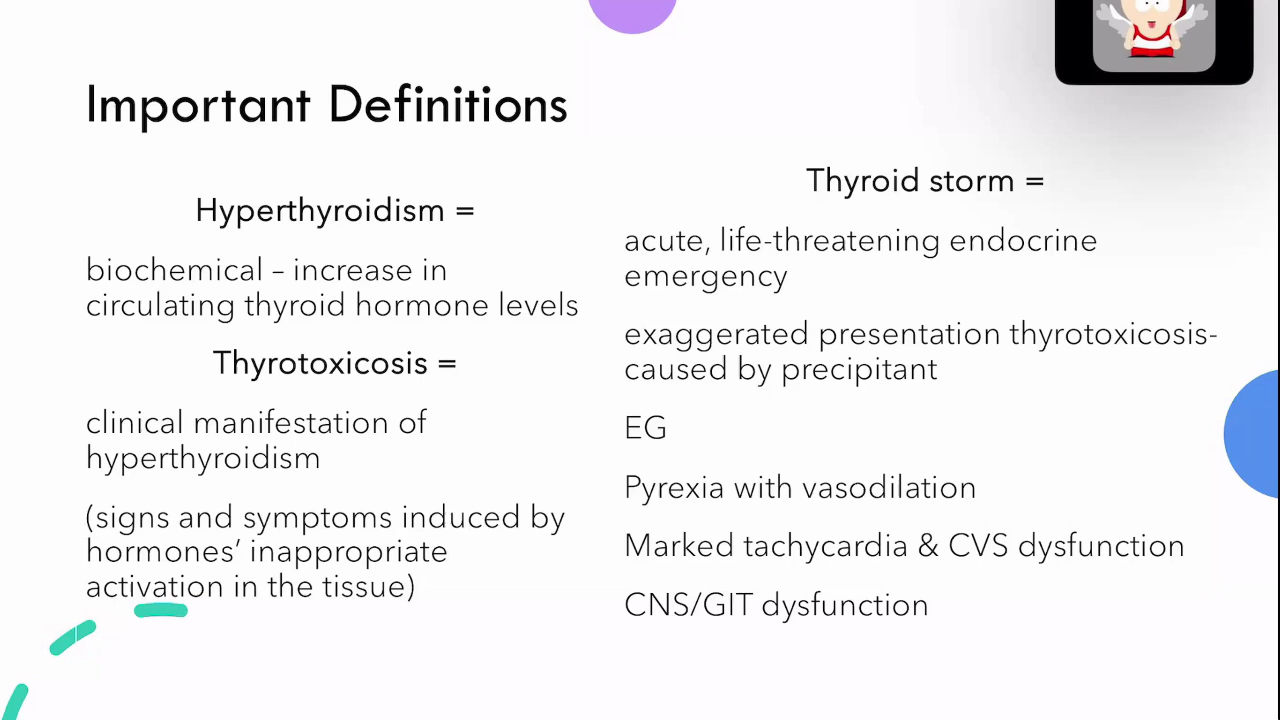 Important Definitions
Hyperthyroidism =
biochemical – increase in
circulating thyroid hormone levels
Thyrotoxicosis =
clinical manifestation of
hyperthyroidism
(signs and symptoms induced by
hormones’ inappropriate
activation in the tissue)
Thyroid storm =
acute, life-threatening endocrine
emergency
exaggerated presentation thyrotoxicosis-
caused by precipitant
EG
Pyrexia with vasodilation
Marked tachycardia & CVS dysfunction
CNS/GIT dysfunction